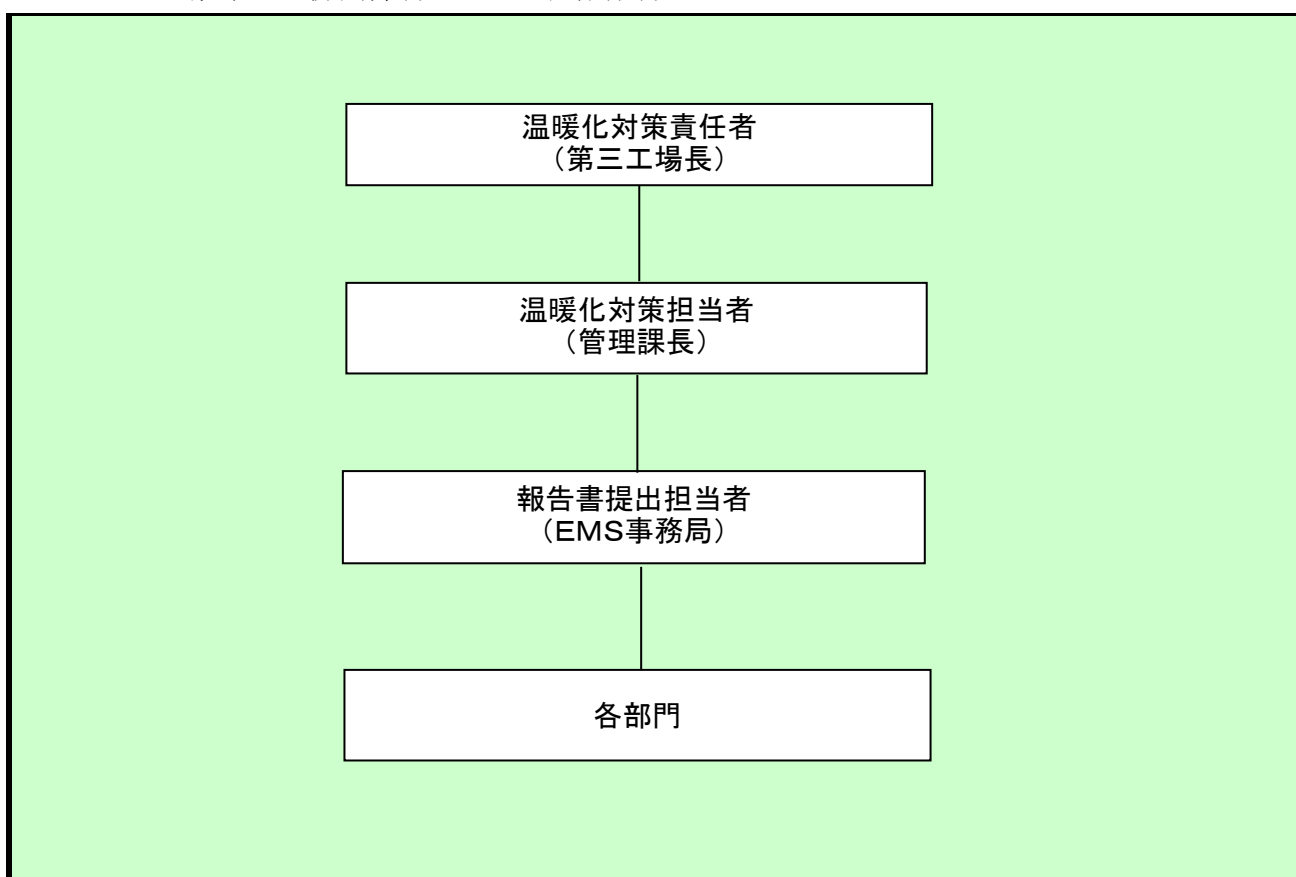 温暖化対策責任者
（第三工場長）
温暖化対策担当者
（管理課長）
報告書提出担当者
（ＥＭＳ事務局）
各部門